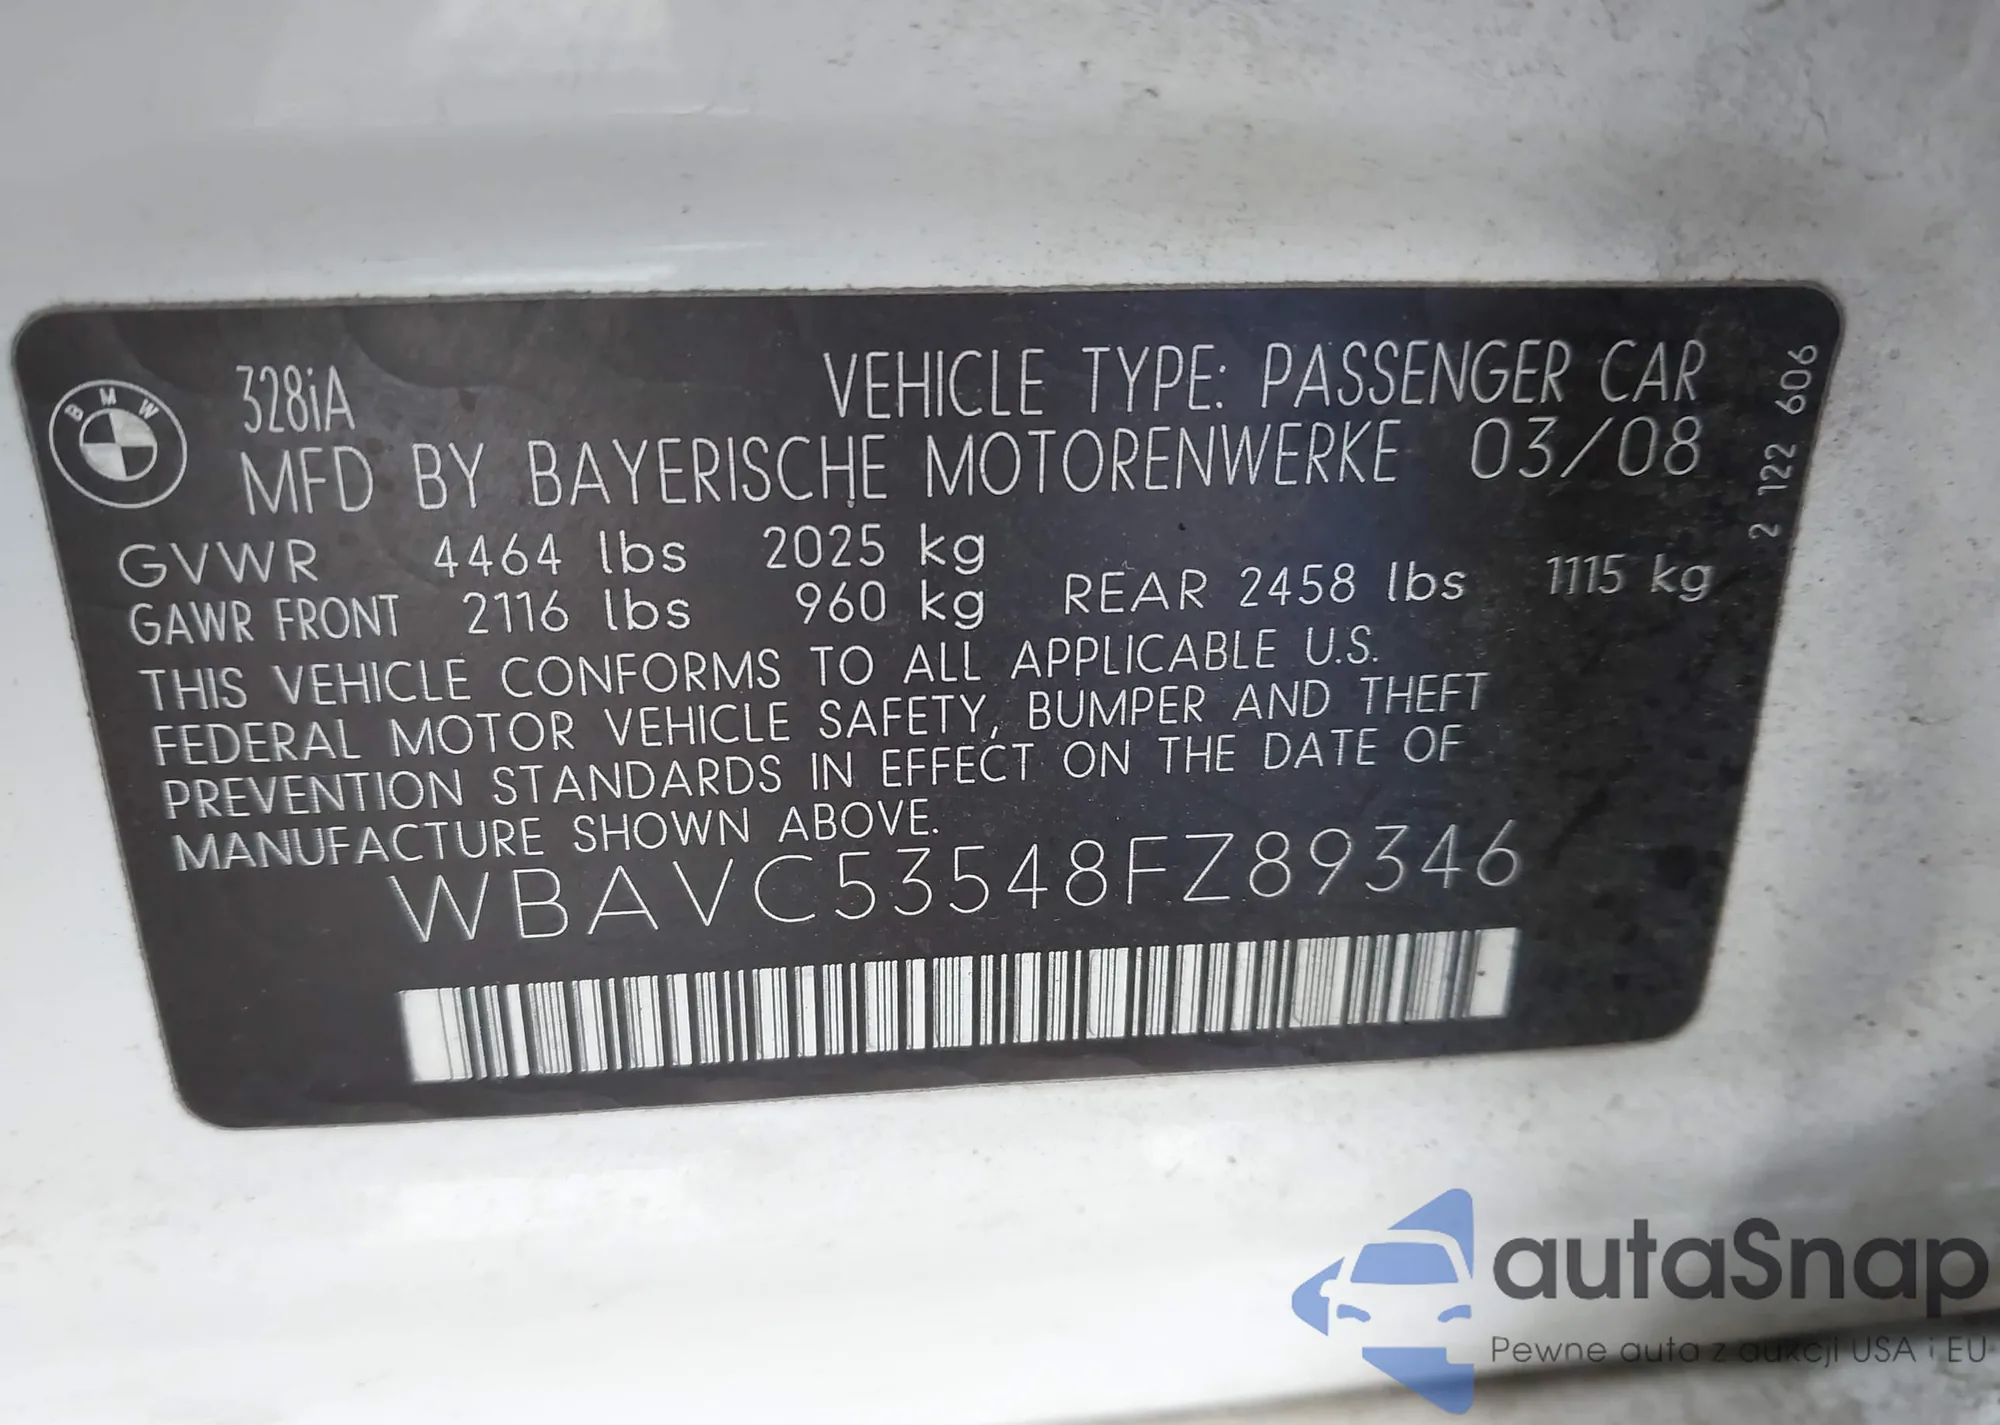 BMW
328iA VEHICLE TYPE: PASSENGER CAR
MFD BY BAYERISCHE MOTORENWERKE 03/08
GVWR 4464 lbs 2025 kg
GAWR FRONT 2116 lbs 960 kg REAR 2458 lbs 1115 kg
THIS VEHICLE CONFORMS TO ALL APPLICABLE U.S.
FEDERAL MOTOR VEHICLE SAFETY, BUMPER AND THEFT
PREVENTION STANDARDS IN EFFECT ON THE DATE OF
MANUFACTURE SHOWN ABOVE.
WBAVC53548FZ89346
2 122 606
autaSnap
Pewne auta z aukcji USA i EU